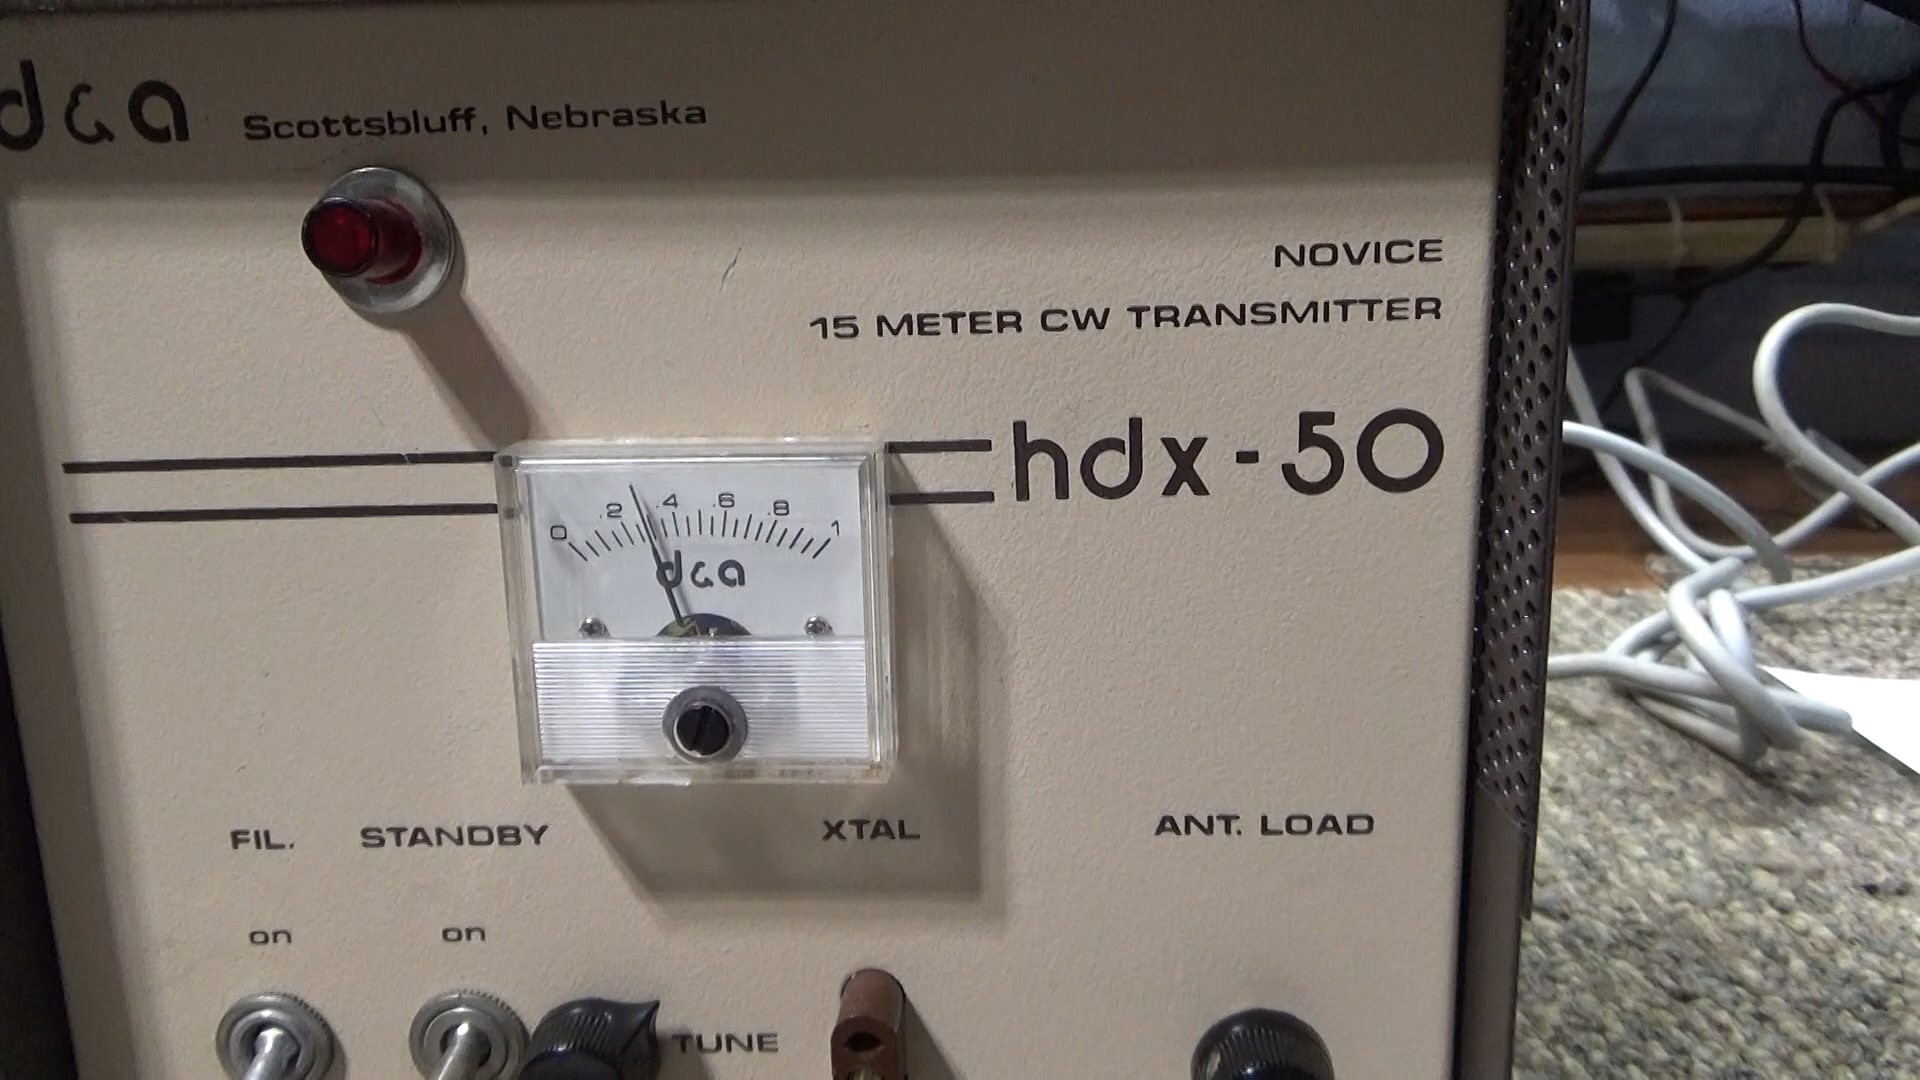 d&a Scottsbluff, Nebraska
NOVICE
15 METER CW TRANSMITTER
hdx-50
0 .2 .4 .6 .8 1
d&a
FIL. STANDBY XTAL ANT. LOAD
on on
TUNE